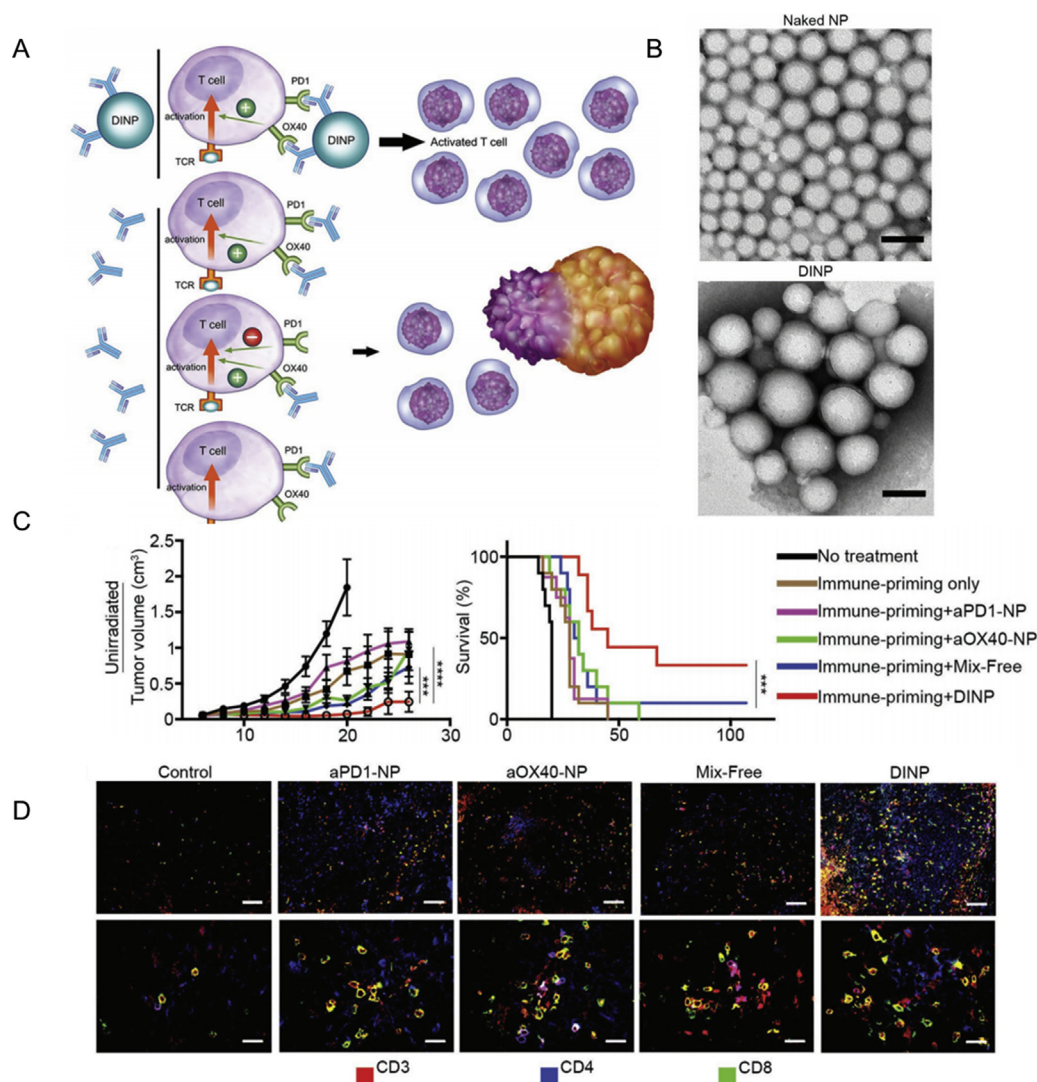 A
DINP
T cell
activation
TCR
PD1
OX40
DINP
Activated T cell
T cell
activation
TCR
PD1
OX40
T cell
activation
TCR
PD1
OX40
T cell
activation
PD1
OX40
B
Naked NP
DINP
C
Unirradiated
Tumor volume (cm³)
2.5
2
1.5
1
0.5
0
10
20
30
Survival (%)
100
50
0
0
50
100
***
****
***
No treatment
Immune-priming only
Immune-priming+aPD1-NP
Immune-priming+aOX40-NP
Immune-priming+Mix-Free
Immune-priming+DINP
D
Control
aPD1-NP
aOX40-NP
Mix-Free
DINP
CD3
CD4
CD8